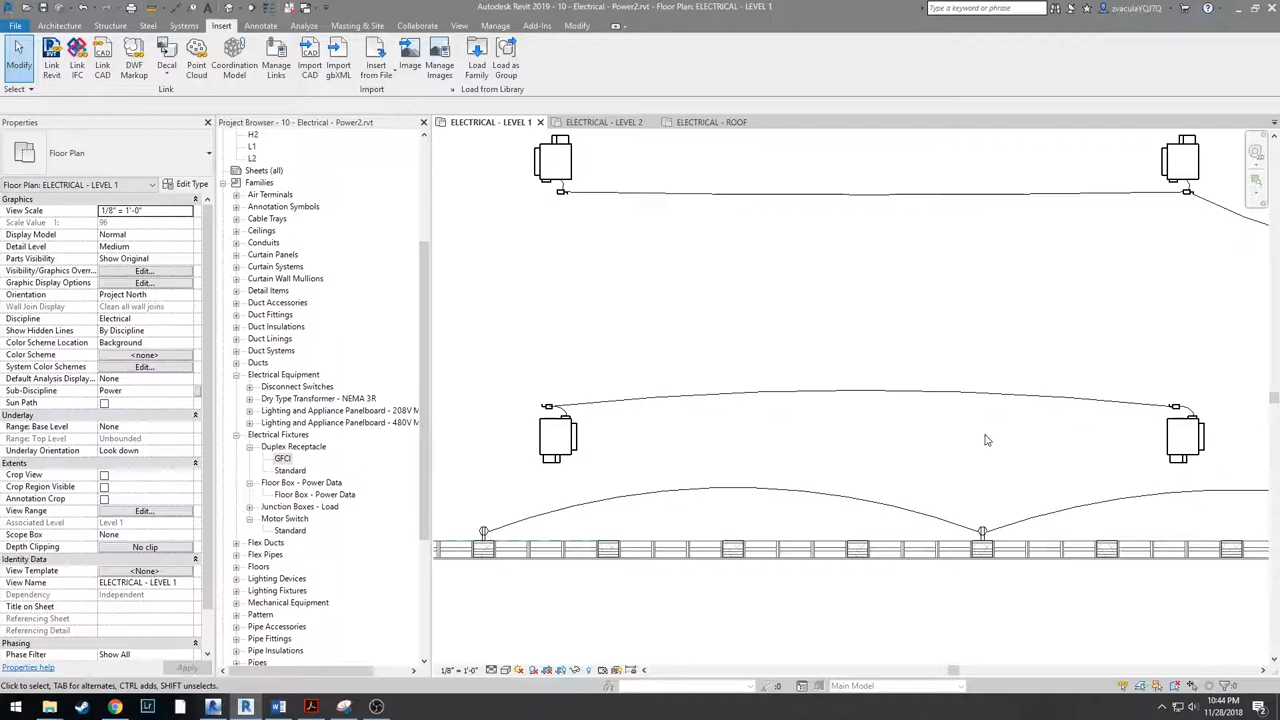 Autodesk Revit 2019 - 10 - Electrical - Power2.rvt - Floor Plan: ELECTRICAL - LEVEL 1
Type a keyword or phrase
zvaculaYQJ7Q
File Architecture Structure Steel Systems Insert Annotate Analyze Massing & Site Collaborate View Manage Add-Ins Modify
Modify
Link Revit
Link IFC
Link CAD
DWF Markup
Decal
Point Cloud
Coordination Model
Manage Links
Import CAD
Import gbXML
Insert from File
Image
Manage Images
Load Family
Load as Group
Select Link Import Load from Library
Properties
Floor Plan
Floor Plan: ELECTRICAL - LEVEL 1 Edit Type
Graphics
View Scale 1/8" = 1'-0"
Scale Value 1: 96
Display Model Normal
Detail Level Medium
Parts Visibility Show Original
Visibility/Graphics Overr... Edit...
Graphic Display Options Edit...
Orientation Project North
Wall Join Display Clean all wall joins
Discipline Electrical
Show Hidden Lines By Discipline
Color Scheme Location Background
Color Scheme <none>
System Color Schemes Edit...
Default Analysis Display... None
Sub-Discipline Power
Sun Path
Underlay
Range: Base Level None
Range: Top Level Unbounded
Underlay Orientation Look down
Extents
Crop View
Crop Region Visible
Annotation Crop
View Range Edit...
Associated Level Level 1
Scope Box None
Depth Clipping No clip
Identity Data
View Template <None>
View Name ELECTRICAL - LEVEL 1
Dependency Independent
Title on Sheet
Referencing Sheet
Referencing Detail
Phasing
Phase Filter Show All
Properties help Apply
Project Browser - 10 - Electrical - Power2.rvt
H2
L1
L2
Sheets (all)
Families
Air Terminals
Annotation Symbols
Cable Trays
Ceilings
Conduits
Curtain Panels
Curtain Systems
Curtain Wall Mullions
Detail Items
Duct Accessories
Duct Fittings
Duct Insulations
Duct Linings
Duct Systems
Ducts
Electrical Equipment
Disconnect Switches
Dry Type Transformer - NEMA 3R
Lighting and Appliance Panelboard - 208V M
Lighting and Appliance Panelboard - 480V M
Electrical Fixtures
Duplex Receptacle
GFCI
Standard
Floor Box - Power Data
Floor Box - Power Data
Junction Boxes - Load
Motor Switch
Standard
Flex Ducts
Flex Pipes
Floors
Lighting Devices
Lighting Fixtures
Mechanical Equipment
Pattern
Pipe Accessories
Pipe Fittings
Pipe Insulations
Pipes
ELECTRICAL - LEVEL 1 ELECTRICAL - LEVEL 2 ELECTRICAL - ROOF
1/8" = 1'-0"
Click to select, TAB for alternates, CTRL adds, SHIFT unselects.
:0
Main Model
:0
10:44 PM
11/28/2018